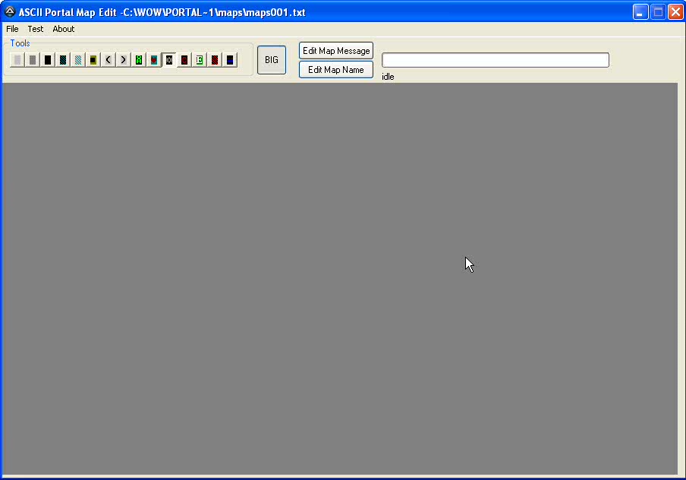 ASCII Portal Map Edit -C:\WOW\PORTAL~1\maps\maps001.txt
File Test About
Tools
BIG
Edit Map Message
Edit Map Name
idle